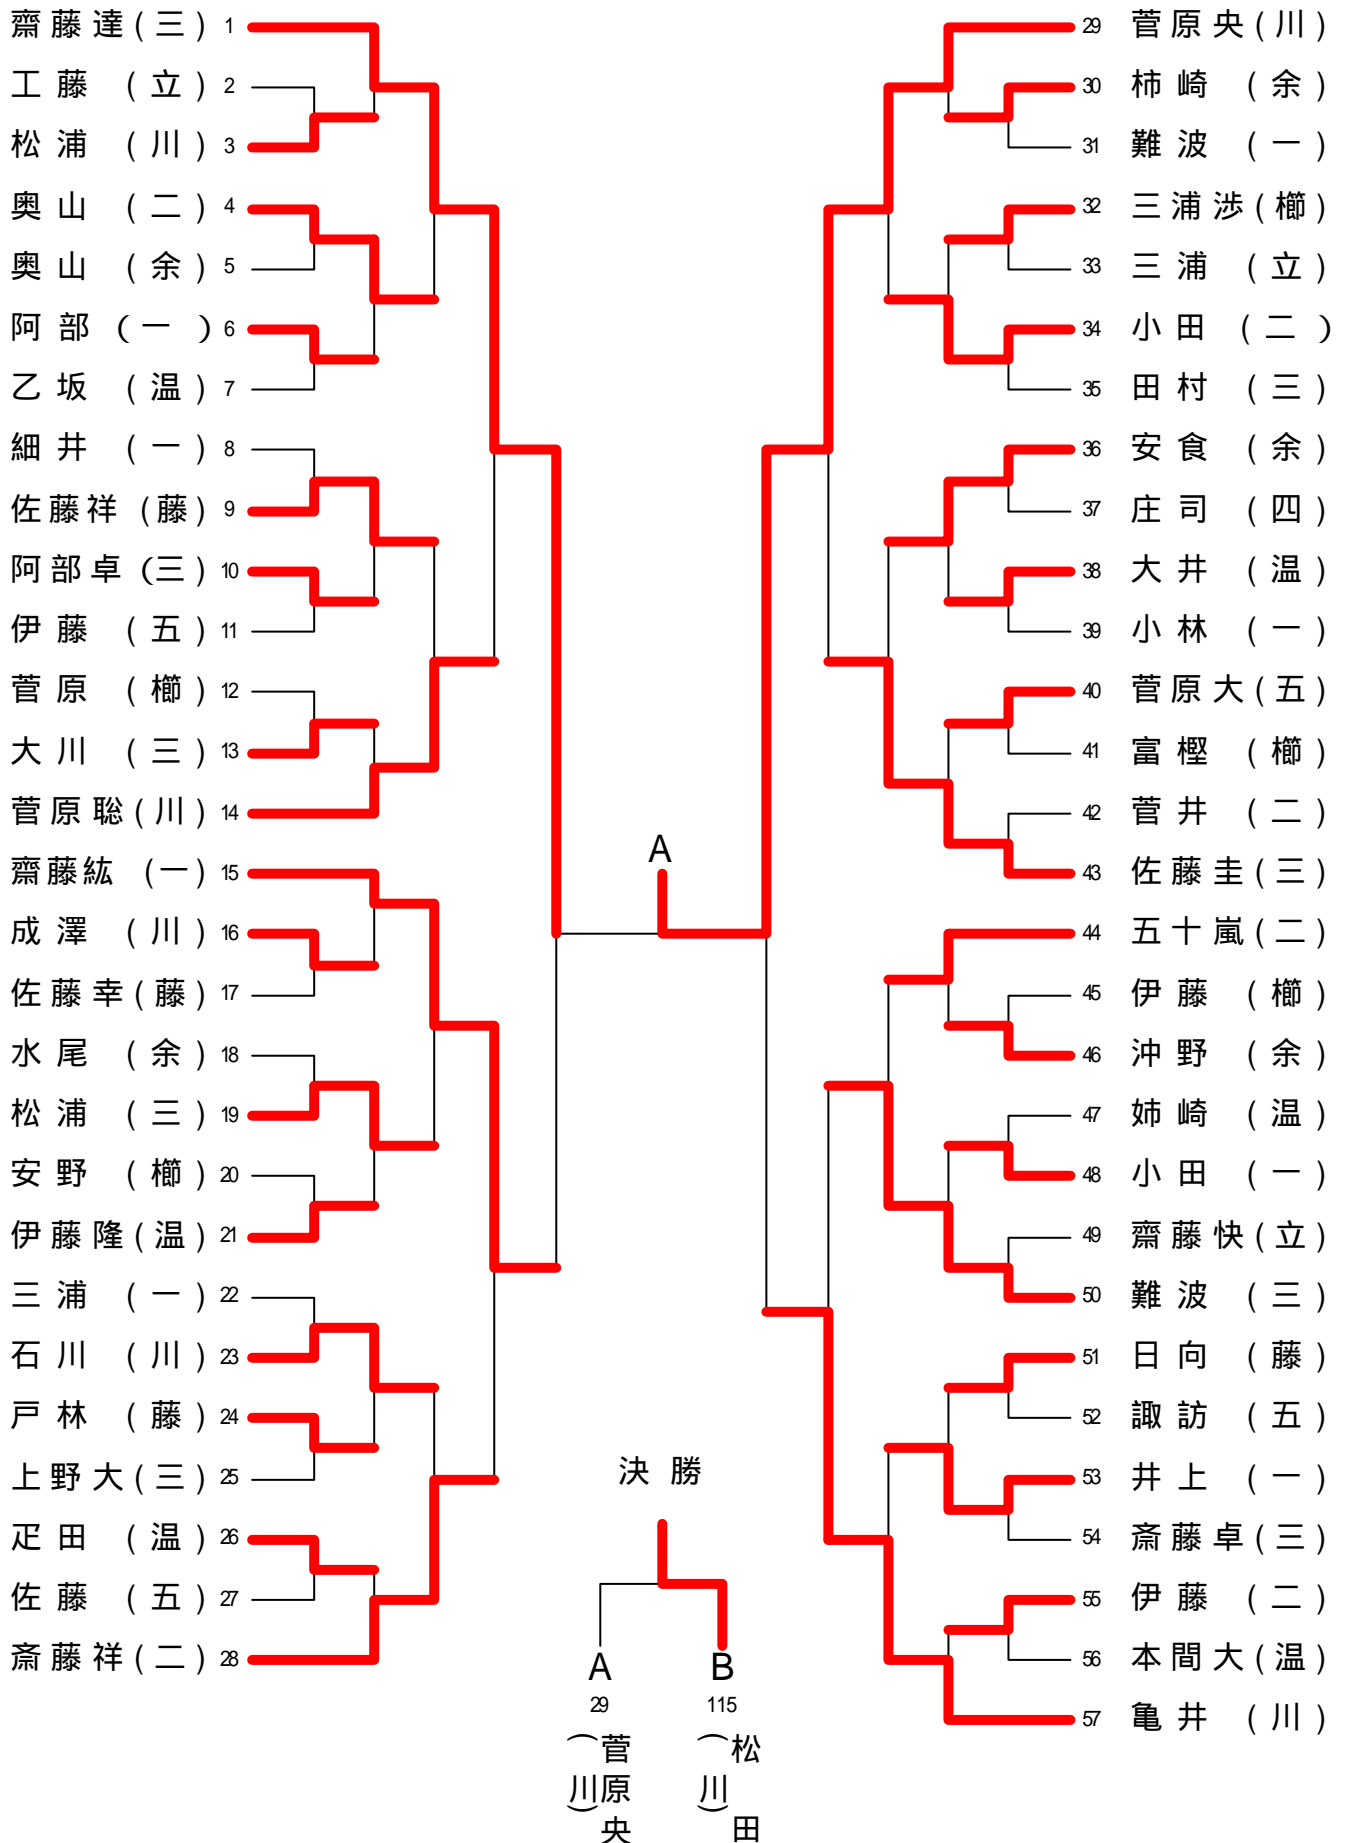 齋藤達(三) 1
工藤 (立) 2
松浦 (川) 3
奥山 (二) 4
奥山 (余) 5
阿部 (一) 6
乙坂 (温) 7
細井 (一) 8
佐藤祥 (藤) 9
阿部卓 (三) 10
伊藤 (五) 11
菅原 (櫛) 12
大川 (三) 13
菅原聡(川) 14
齋藤紘 (一) 15
成澤 (川) 16
佐藤幸(藤) 17
水尾 (余) 18
松浦 (三) 19
安野 (櫛) 20
伊藤隆(温) 21
三浦 (一) 22
石川 (川) 23
戸林 (藤) 24
上野大(三) 25
疋田 (温) 26
佐藤 (五) 27
斎藤祥(二) 28
A
決勝
A
29
菅原央
(川)
B
115
松田
(川)
29 菅原央(川)
30 柿崎 (余)
31 難波 (一)
32 三浦渉(櫛)
33 三浦 (立)
34 小田 (二)
35 田村 (三)
36 安食 (余)
37 庄司 (四)
38 大井 (温)
39 小林 (一)
40 菅原大(五)
41 富樫 (櫛)
42 菅井 (二)
43 佐藤圭(三)
44 五十嵐(二)
45 伊藤 (櫛)
46 沖野 (余)
47 姉崎 (温)
48 小田 (一)
49 齋藤快(立)
50 難波 (三)
51 日向 (藤)
52 諏訪 (五)
53 井上 (一)
54 斎藤卓(三)
55 伊藤 (二)
56 本間大(温)
57 亀井 (川)